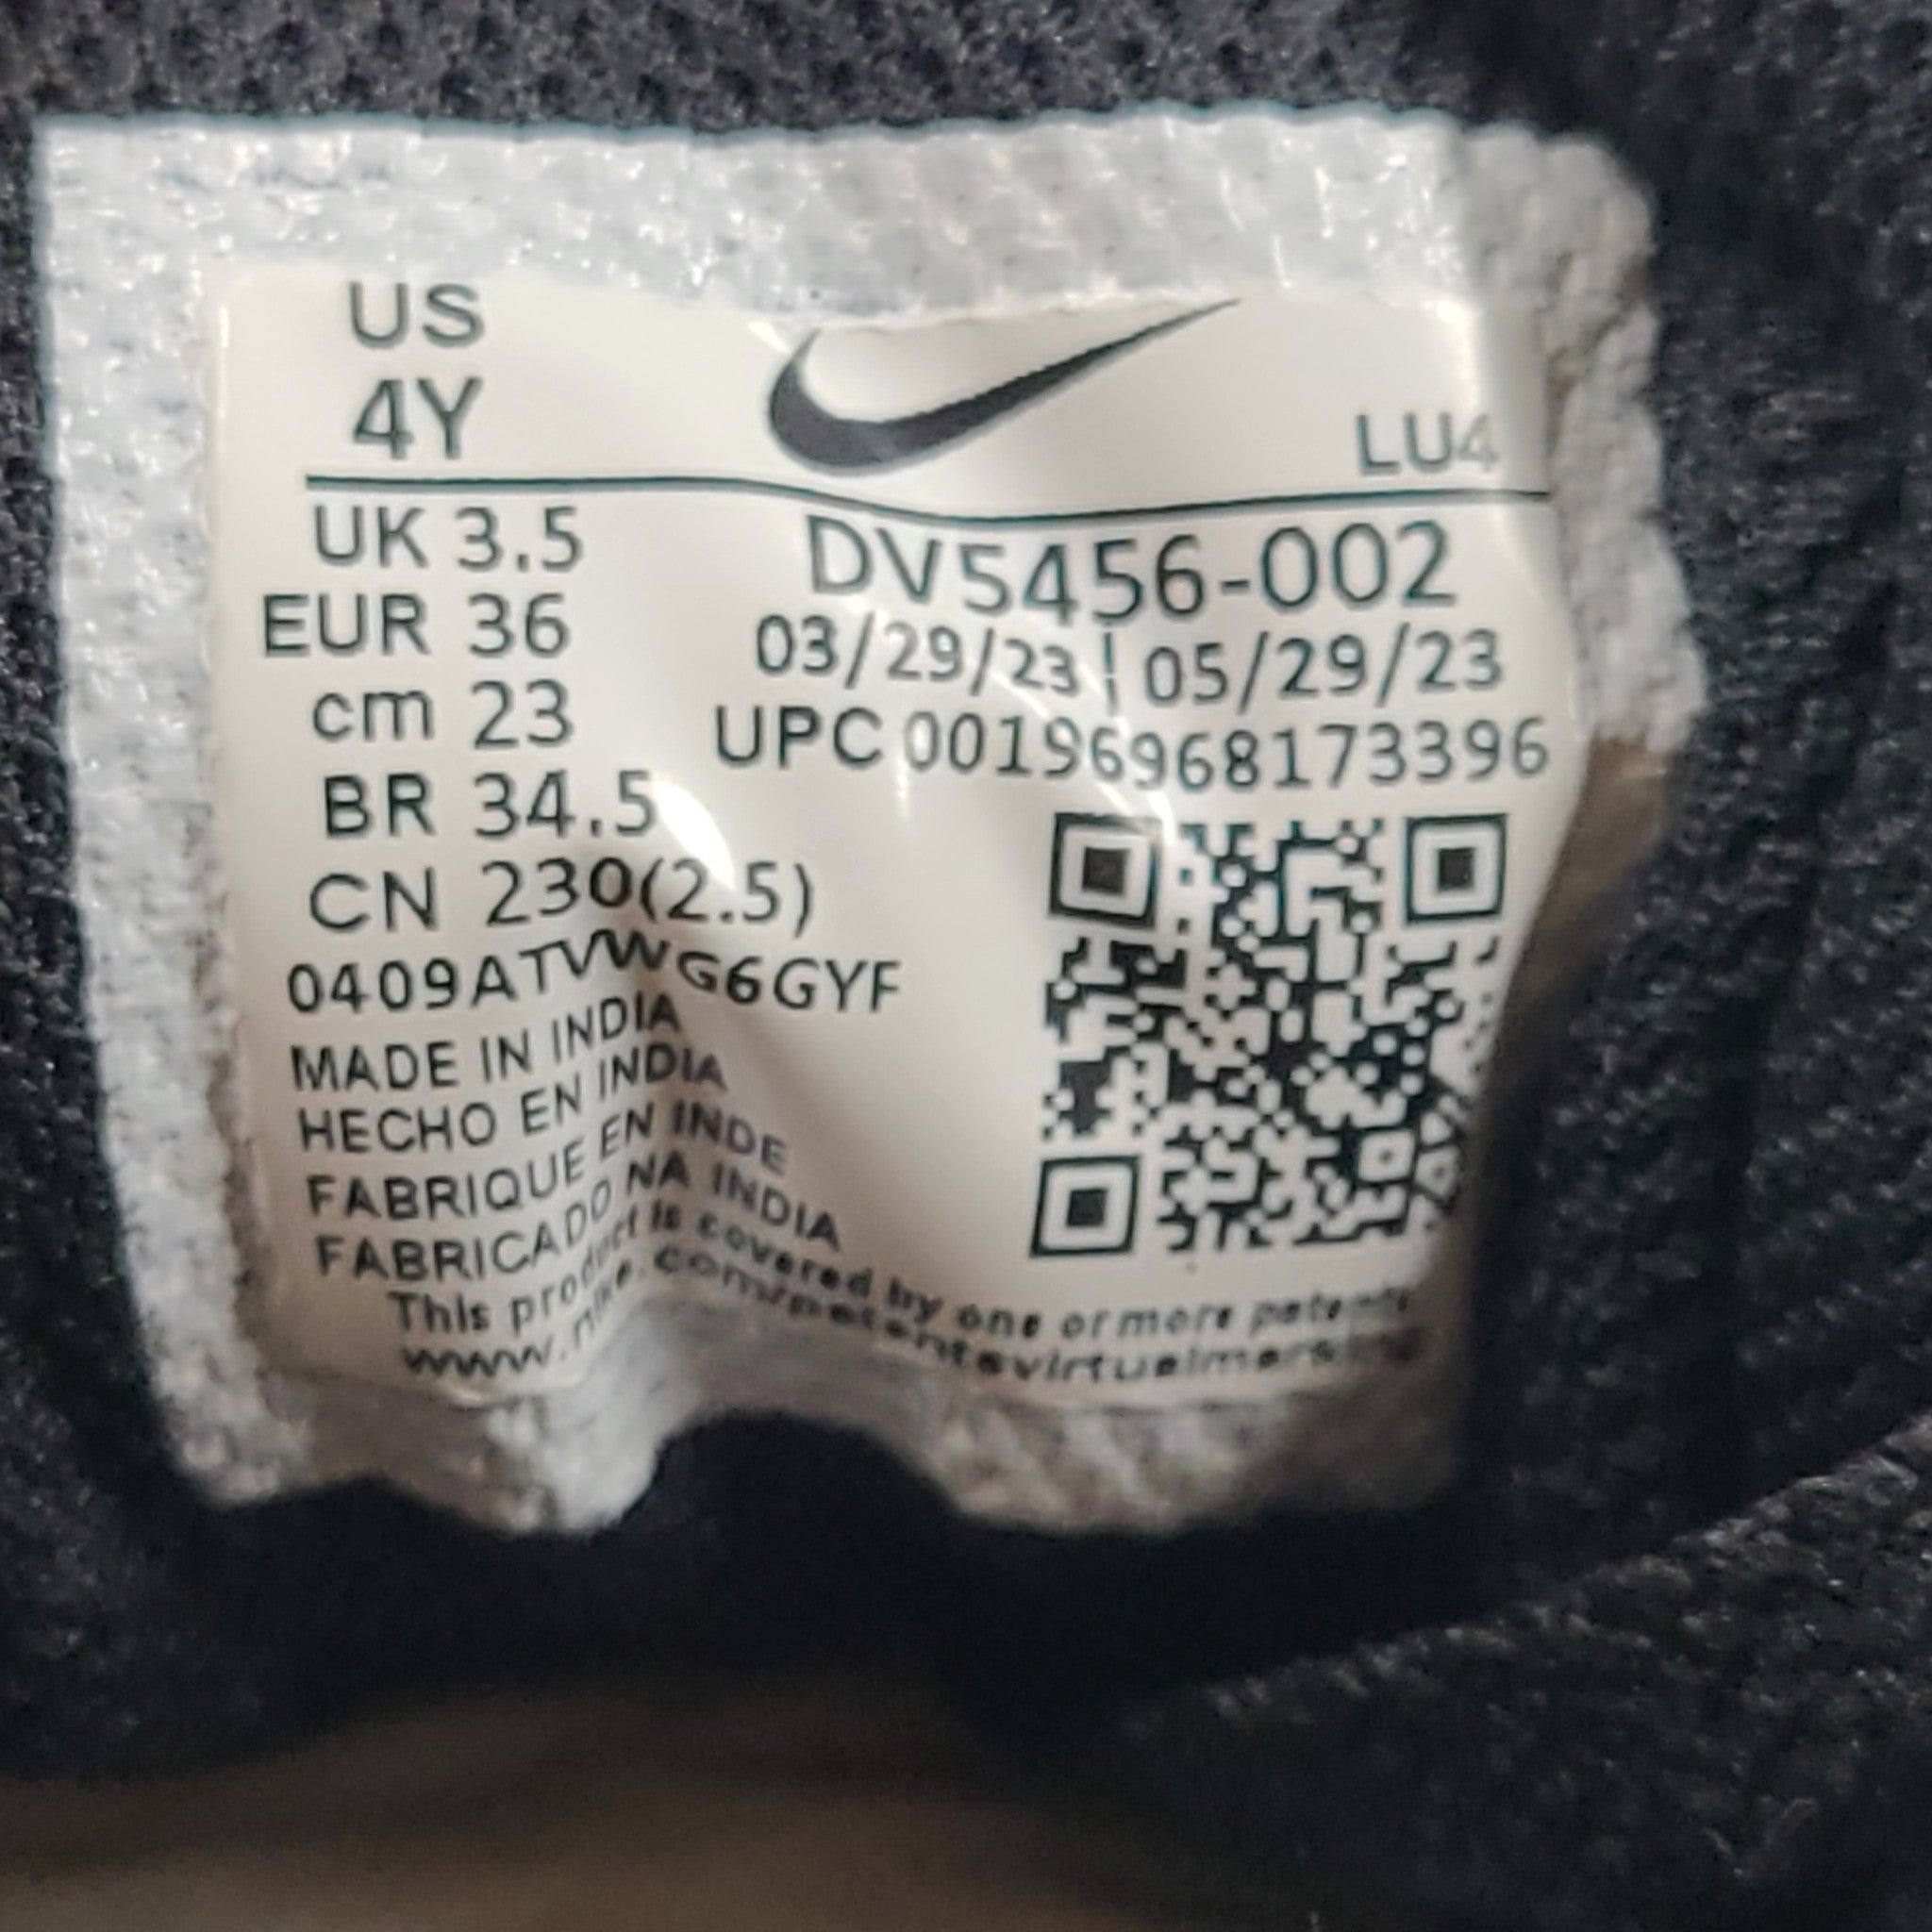 US
4Y
LU4
UK 3.5
EUR 36
cm 23
BR 34.5
CN 230(2.5)
DV5456-002
03/29/23 | 05/29/23
UPC 00196968173396
0409ATVWG6GYF
MADE IN INDIA
HECHO EN INDIA
FABRIQUE EN INDE
FABRICADO NA INDIA
This product is covered by one or more patents
www.nike.com/patentsvirtualmarking